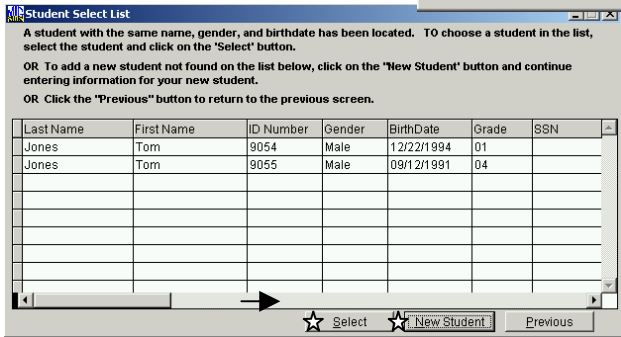 Student Select List
A student with the same name, gender, and birthdate has been located.   TO choose a student in the list,
select the student and click on the 'Select' button.
OR To add a new student not found on the list below, click on the "New Student' button and continue
entering information for your new student.
OR Click the "Previous" button to return to the previous screen.
Last Name First Name ID Number Gender BirthDate Grade SSN
Jones Tom 9054 Male 12/22/1994 01
Jones Tom 9055 Male 09/12/1991 04
Select New Student Previous